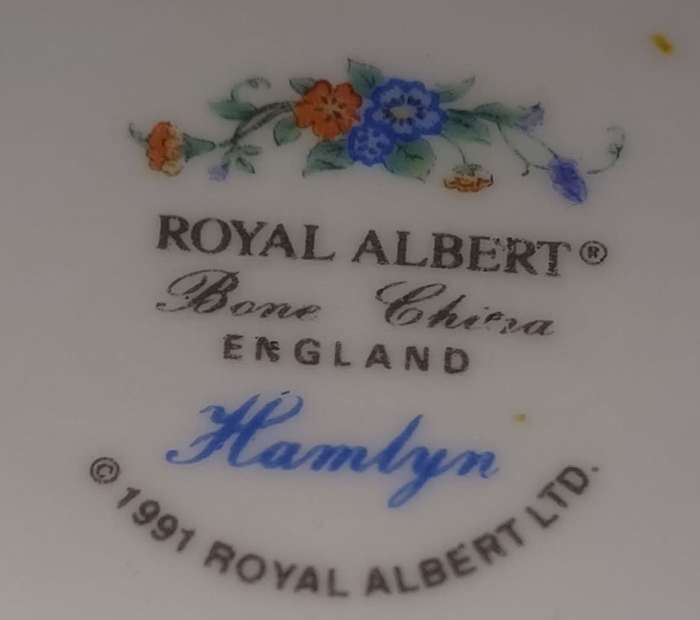 ROYAL ALBERT®
Bone China
ENGLAND
Hamlyn
© 1991 ROYAL ALBERT LTD.